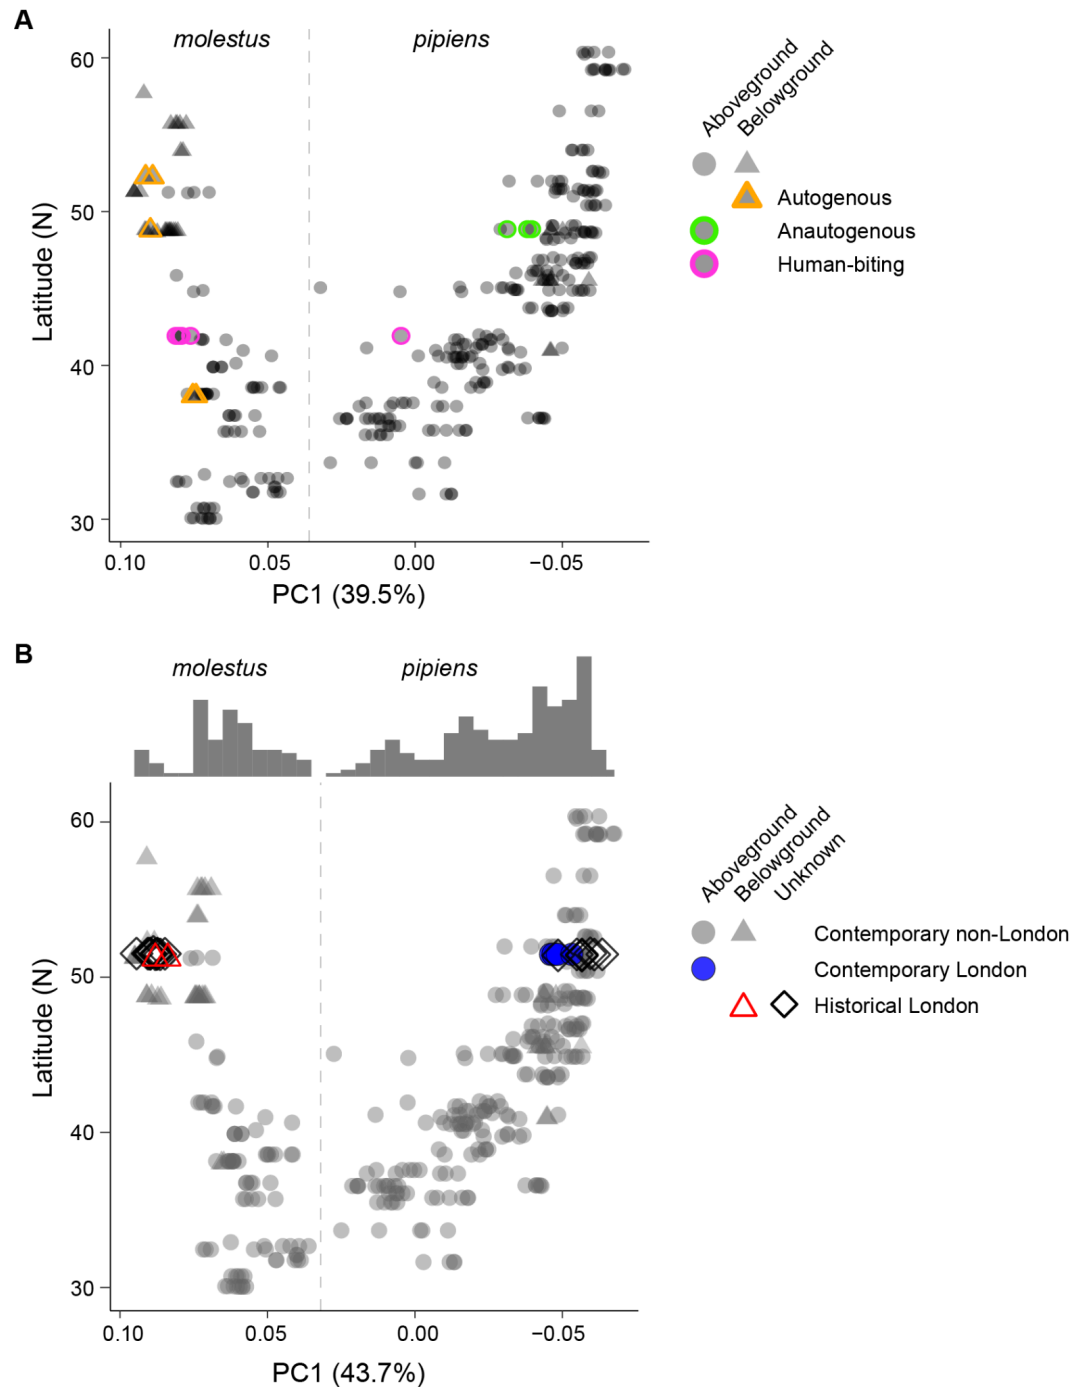 A
molestus
pipiens
60
50
40
30
Latitude (N)
0.10
0.05
0.00
−0.05
PC1 (39.5%)
Aboveground
Belowground
Autogenous
Anautogenous
Human-biting
B
molestus
pipiens
60
50
40
30
Latitude (N)
0.10
0.05
0.00
−0.05
PC1 (43.7%)
Aboveground
Belowground
Unknown
Contemporary non-London
Contemporary London
Historical London